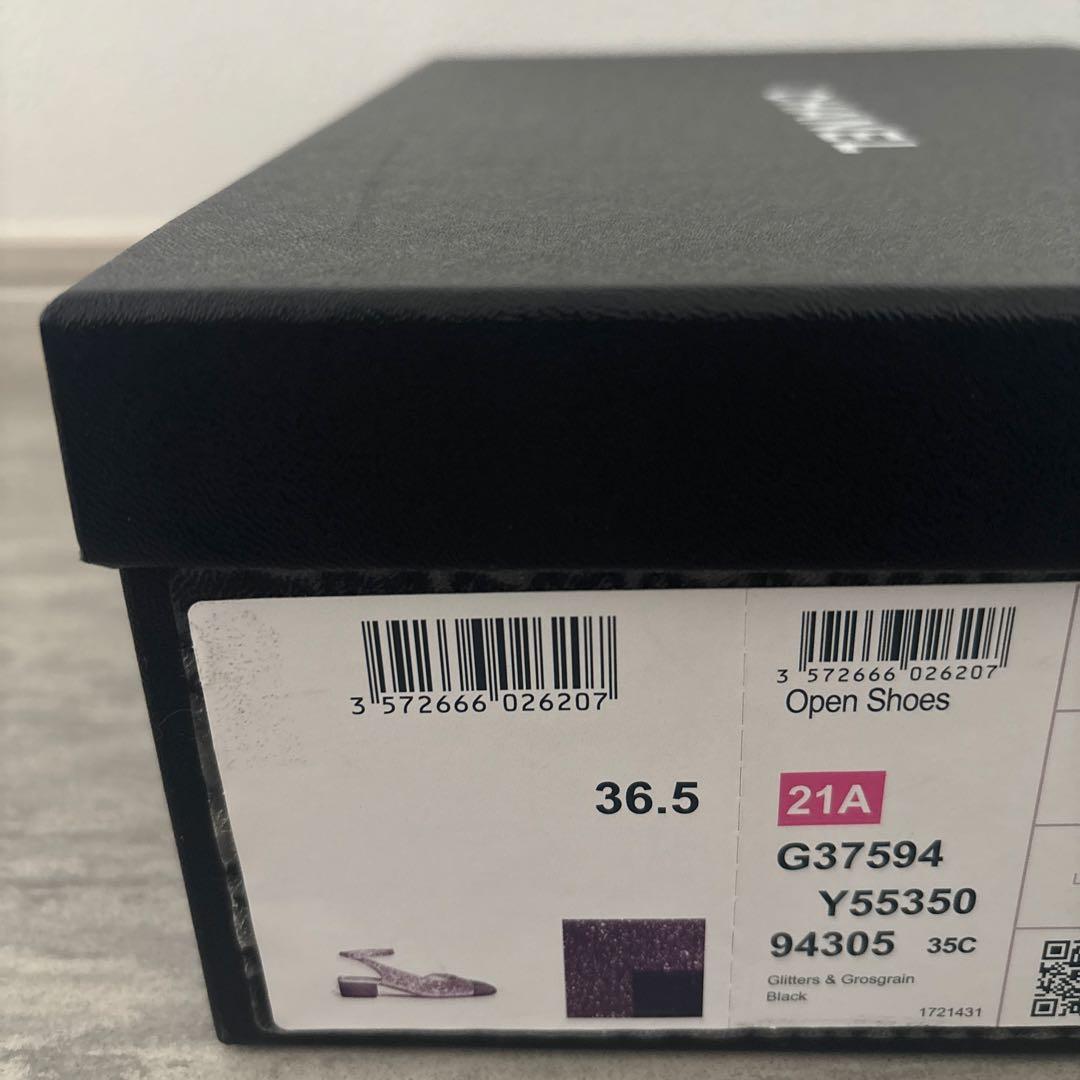 CHANEL
3 572666 026207
36.5
3 572666 026207
Open Shoes
21A
G37594
Y55350
94305 35C
Glitters & Grosgrain
Black
1721431